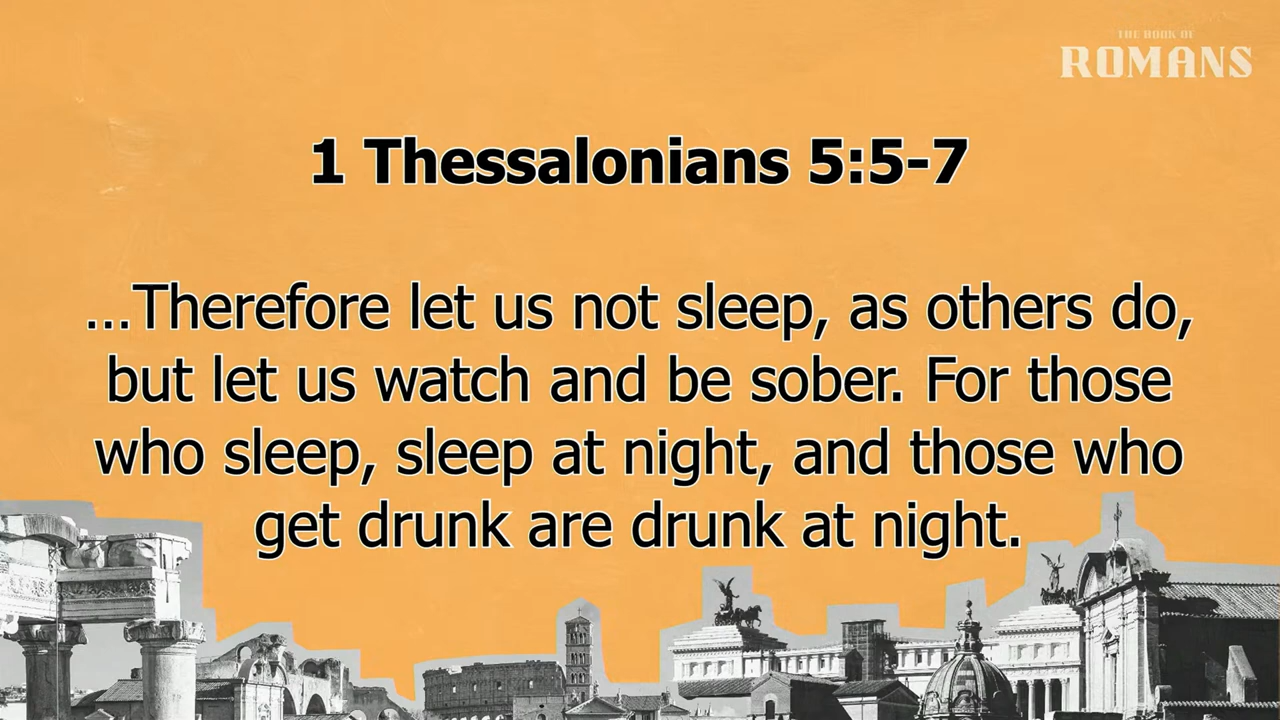 THE BOOK OF
ROMANS
1 Thessalonians 5:5-7
...Therefore let us not sleep, as others do,
but let us watch and be sober. For those
who sleep, sleep at night, and those who
get drunk are drunk at night.